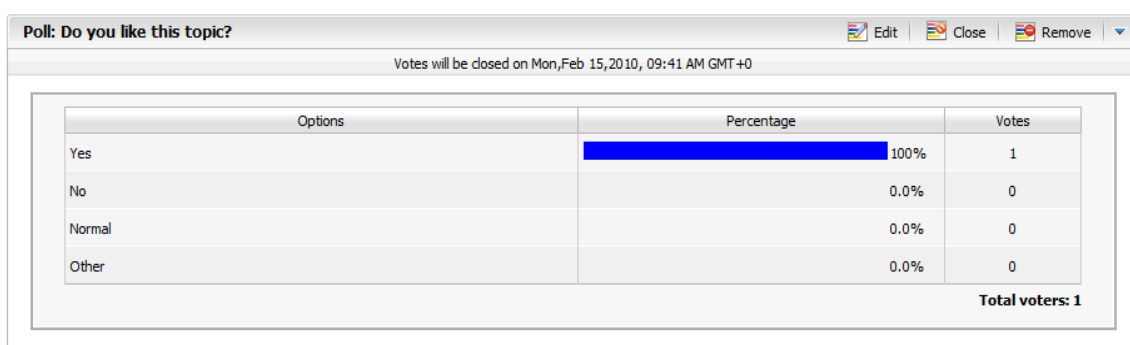 Poll: Do you like this topic? Edit Close Remove
Votes will be closed on Mon,Feb 15,2010, 09:41 AM GMT+0
Options Percentage Votes
Yes 100% 1
No 0.0% 0
Normal 0.0% 0
Other 0.0% 0
Total voters: 1